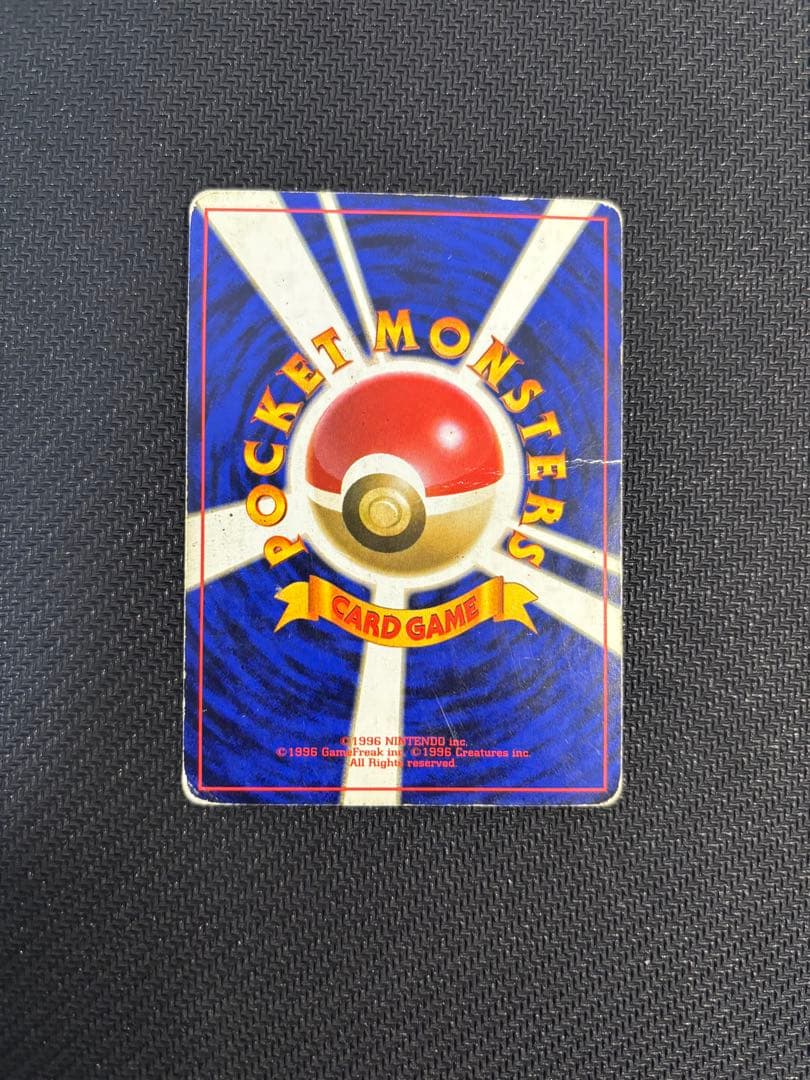 POCKET MONSTERS
CARD GAME
©1996 NINTENDO inc.
©1996 GameFreak inc. ©1996 Creatures inc.
All Rights reserved.